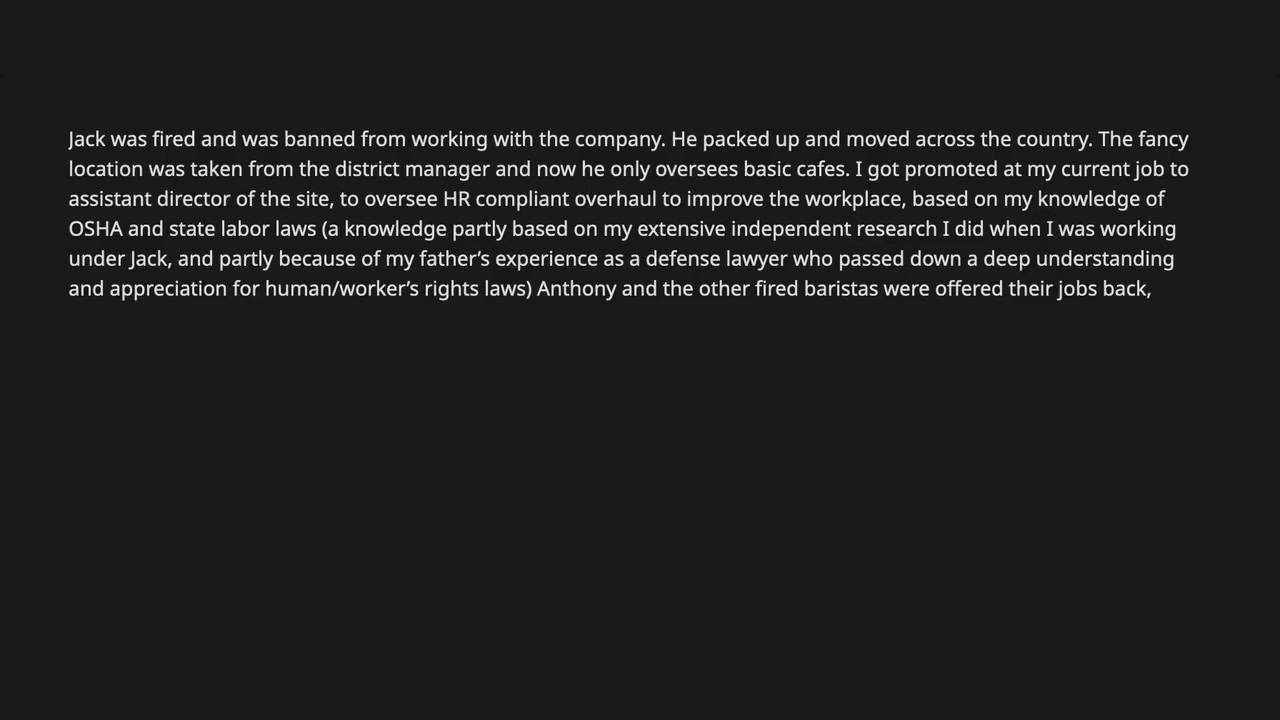 Jack was fired and was banned from working with the company. He packed up and moved across the country. The fancy
location was taken from the district manager and now he only oversees basic cafes. I got promoted at my current job to
assistant director of the site, to oversee HR compliant overhaul to improve the workplace, based on my knowledge of
OSHA and state labor laws (a knowledge partly based on my extensive independent research I did when I was working
under Jack, and partly because of my father’s experience as a defense lawyer who passed down a deep understanding
and appreciation for human/worker’s rights laws) Anthony and the other fired baristas were offered their jobs back,